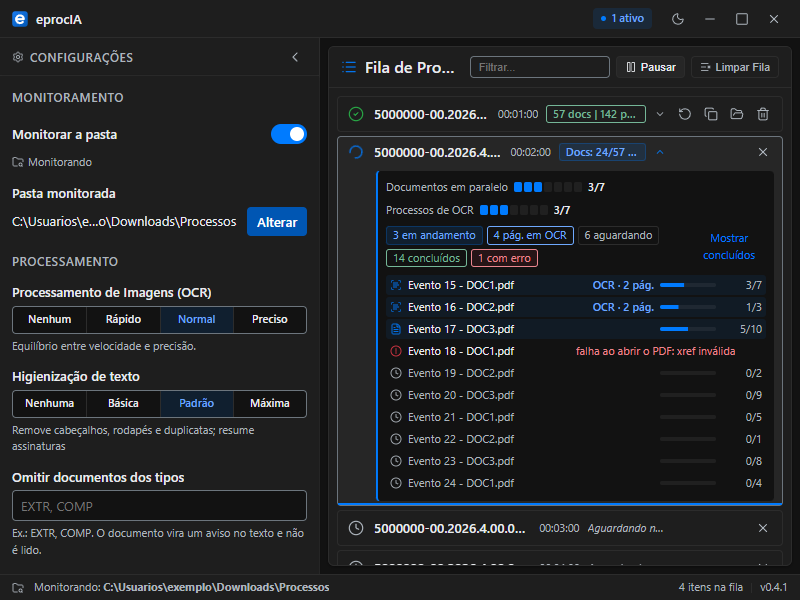 e eprocIA
1 ativo
CONFIGURAÇÕES
MONITORAMENTO
Monitorar a pasta
Monitorando
Pasta monitorada
C:\Usuarios\e...o\Downloads\Processos
Alterar
PROCESSAMENTO
Processamento de Imagens (OCR)
Nenhum Rápido Normal Preciso
Equilíbrio entre velocidade e precisão.
Higienização de texto
Nenhuma Básica Padrão Máxima
Remove cabeçalhos, rodapés e duplicatas; resume
assinaturas
Omitir documentos dos tipos
EXTR, COMP
Ex.: EXTR, COMP. O documento vira um aviso no texto e não
é lido.
Fila de Pro...
Filtrar...
Pausar
Limpar Fila
5000000-00.2026... 00:01:00 57 docs | 142 p...
5000000-00.2026.4.... 00:02:00 Docs: 24/57 ...
Documentos em paralelo 3/7
Processos de OCR 3/7
3 em andamento 4 pág. em OCR 6 aguardando
14 concluídos 1 com erro
Mostrar
concluídos
Evento 15 - DOC1.pdf OCR · 2 pág. 3/7
Evento 16 - DOC2.pdf OCR · 2 pág. 1/3
Evento 17 - DOC3.pdf 5/10
Evento 18 - DOC1.pdf falha ao abrir o PDF: xref inválida
Evento 19 - DOC2.pdf 0/2
Evento 20 - DOC3.pdf 0/9
Evento 21 - DOC1.pdf 0/5
Evento 22 - DOC2.pdf 0/1
Evento 23 - DOC3.pdf 0/8
Evento 24 - DOC1.pdf 0/4
5000000-00.2026.4.00.0... 00:03:00 Aguardando n...
Monitorando: C:\Usuarios\exemplo\Downloads\Processos
4 itens na fila
v0.4.1